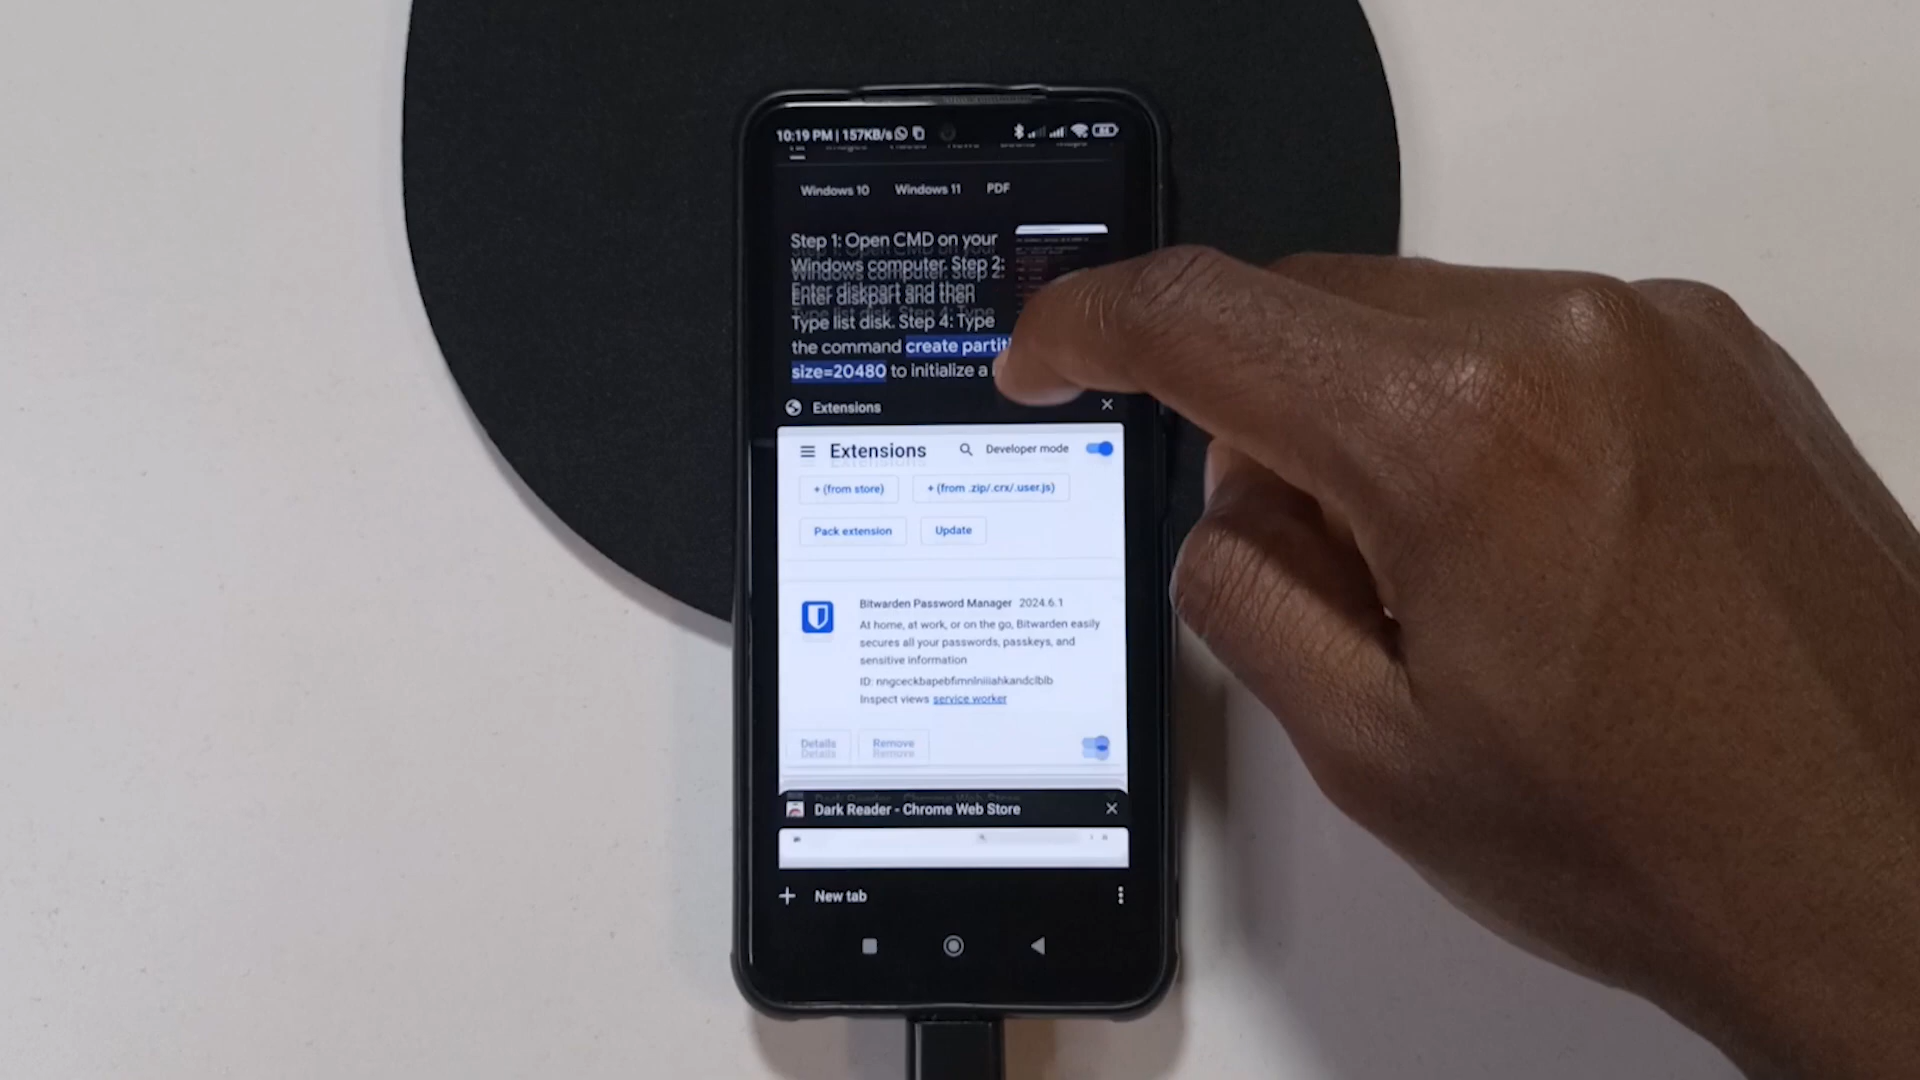 10:19 PM | 157KB/s
84
Windows 10 Windows 11 PDF
Step 1: Open CMD on your
Windows computer. Step 2:
Enter diskpart and then
Type list disk. Step 4: Type
the command create partiti
size=20480 to initialize a
Extensions
Extensions Developer mode
+ (from store) + (from .zip/.crx/.user.js)
Pack extension Update
Bitwarden Password Manager 2024.6.1
At home, at work, or on the go, Bitwarden easily
secures all your passwords, passkeys, and
sensitive information
ID: nngceckbapebfimnlniiiahkandclblb
Inspect views service worker
Details Remove
Dark Reader - Chrome Web Store
New tab